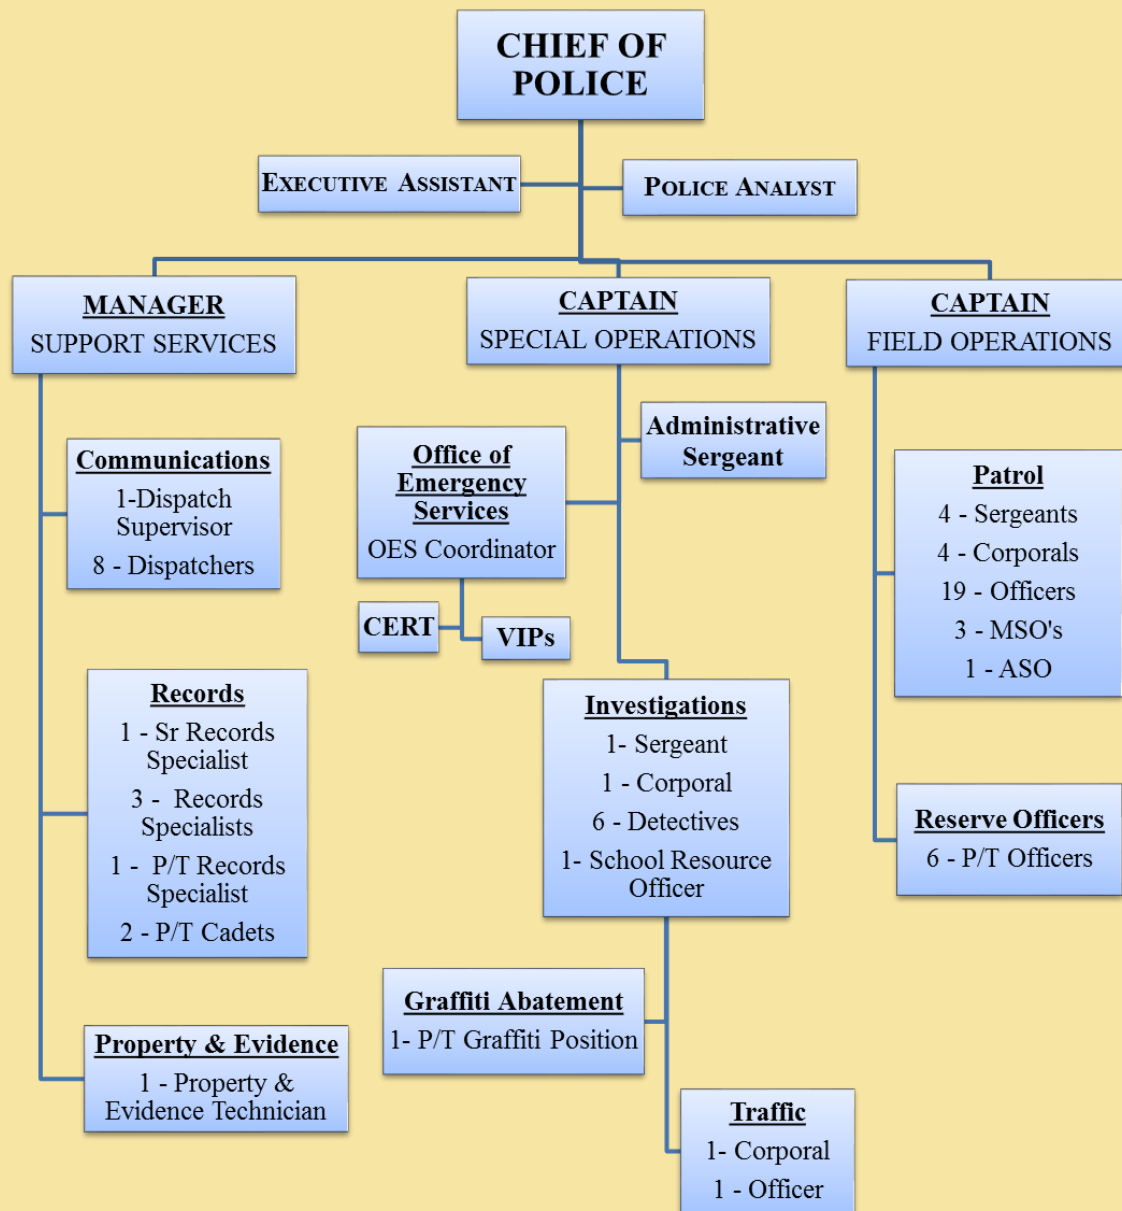 CHIEF OF
POLICE
EXECUTIVE ASSISTANT
POLICE ANALYST
MANAGER
SUPPORT SERVICES
CAPTAIN
SPECIAL OPERATIONS
CAPTAIN
FIELD OPERATIONS
Communications
1-Dispatch
Supervisor
8 - Dispatchers
Records
1 - Sr Records
Specialist
3 - Records
Specialists
1 - P/T Records
Specialist
2 - P/T Cadets
Property & Evidence
1 - Property &
Evidence Technician
Administrative
Sergeant
Office of
Emergency
Services
OES Coordinator
CERT
VIPs
Investigations
1- Sergeant
1 - Corporal
6 - Detectives
1- School Resource
Officer
Graffiti Abatement
1- P/T Graffiti Position
Traffic
1- Corporal
1 - Officer
Patrol
4 - Sergeants
4 - Corporals
19 - Officers
3 - MSO's
1 - ASO
Reserve Officers
6 - P/T Officers